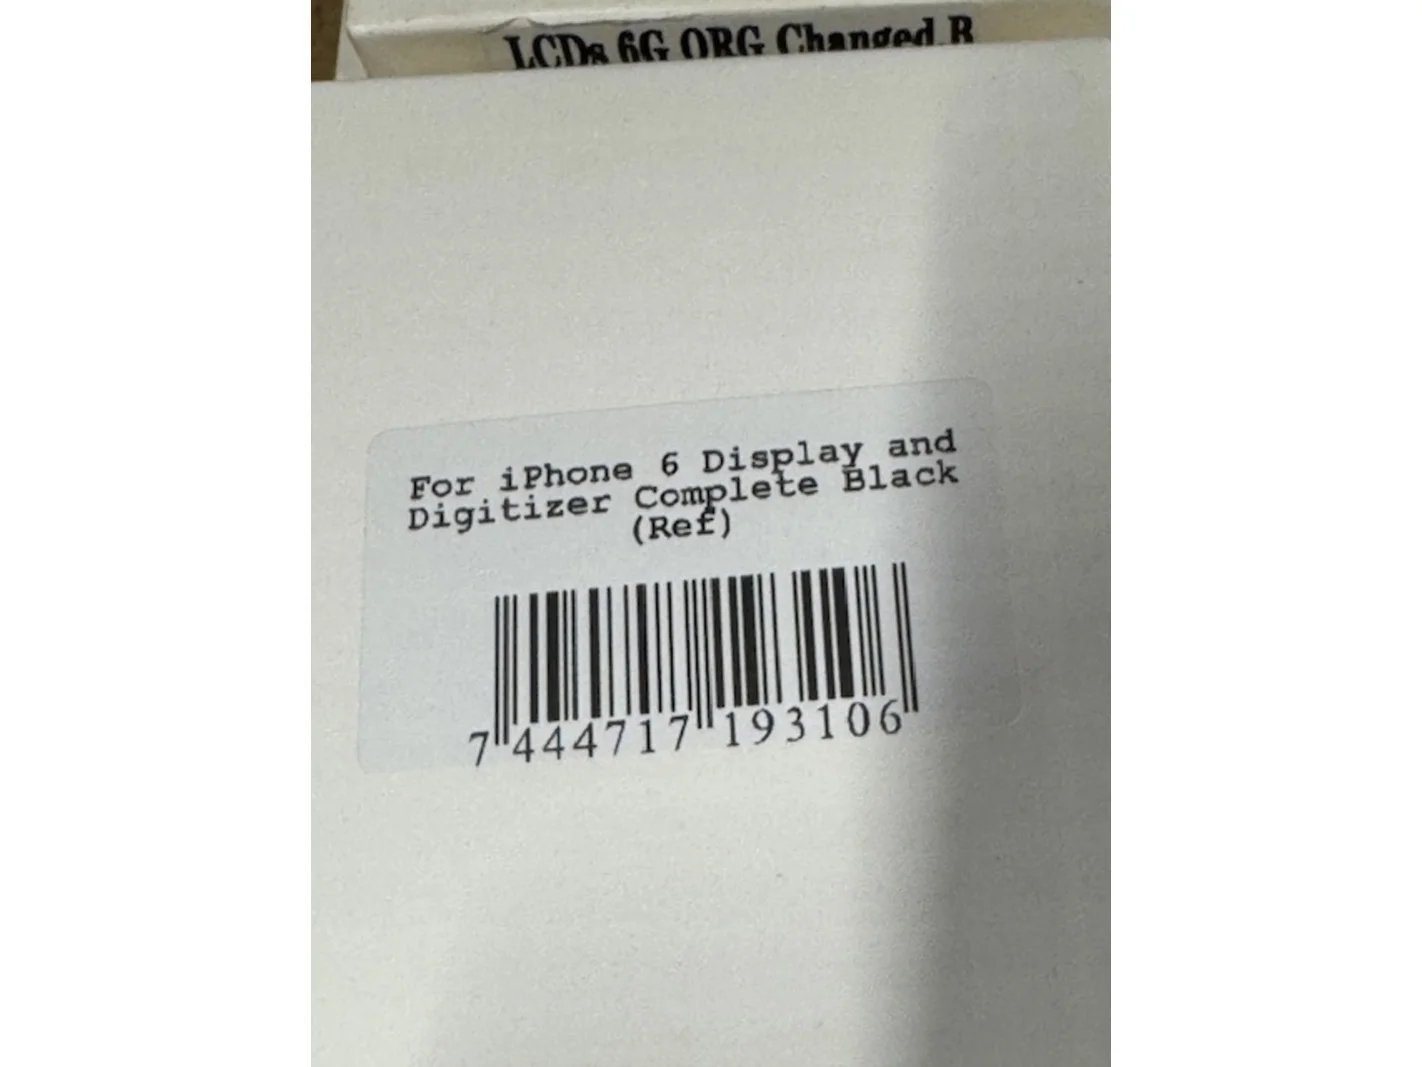 LCDs 6G ORG Changed.B
For iPhone 6 Display and
Digitizer Complete Black
(Ref)
7 444717 193106